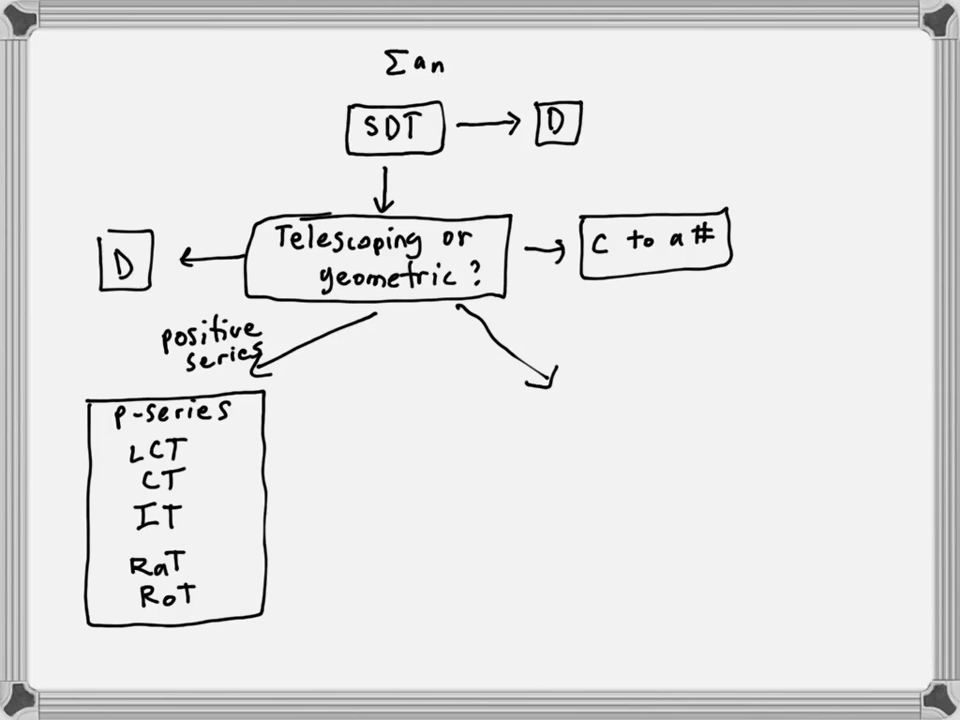 Σan
SDT
D
Telescoping or
geometric?
D
C to a #
positive
series
p-series
LCT
CT
IT
RaT
RoT